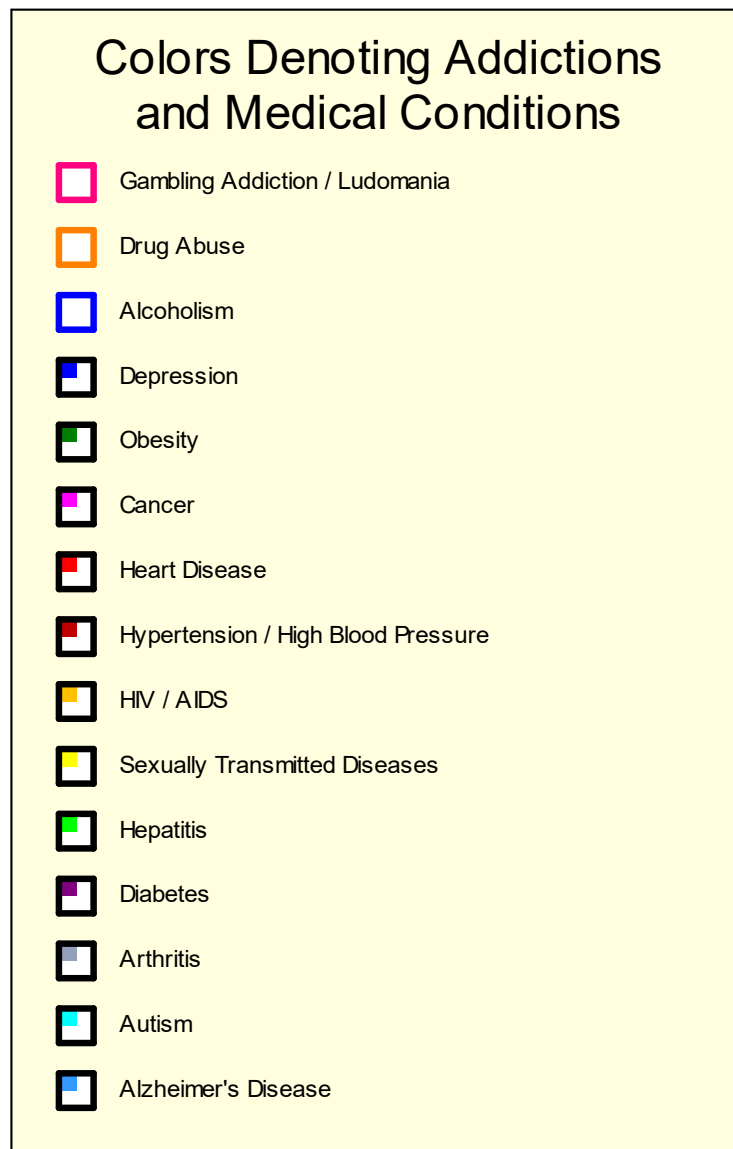 Colors Denoting Addictions
and Medical Conditions
Gambling Addiction / Ludomania
Drug Abuse
Alcoholism
Depression
Obesity
Cancer
Heart Disease
Hypertension / High Blood Pressure
HIV / AIDS
Sexually Transmitted Diseases
Hepatitis
Diabetes
Arthritis
Autism
Alzheimer's Disease